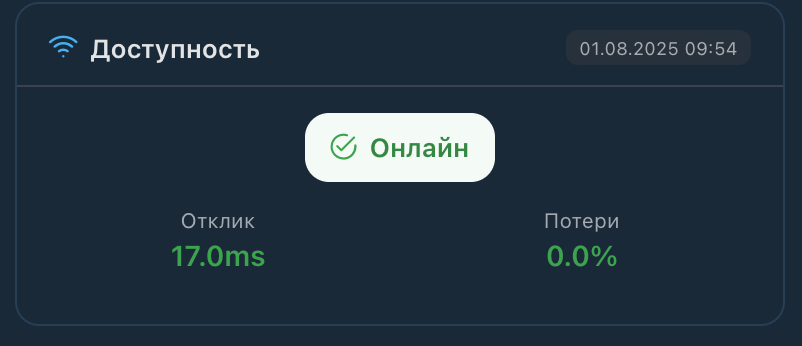 Доступность
01.08.2025 09:54
Онлайн
Отклик
17.0ms
Потери
0.0%